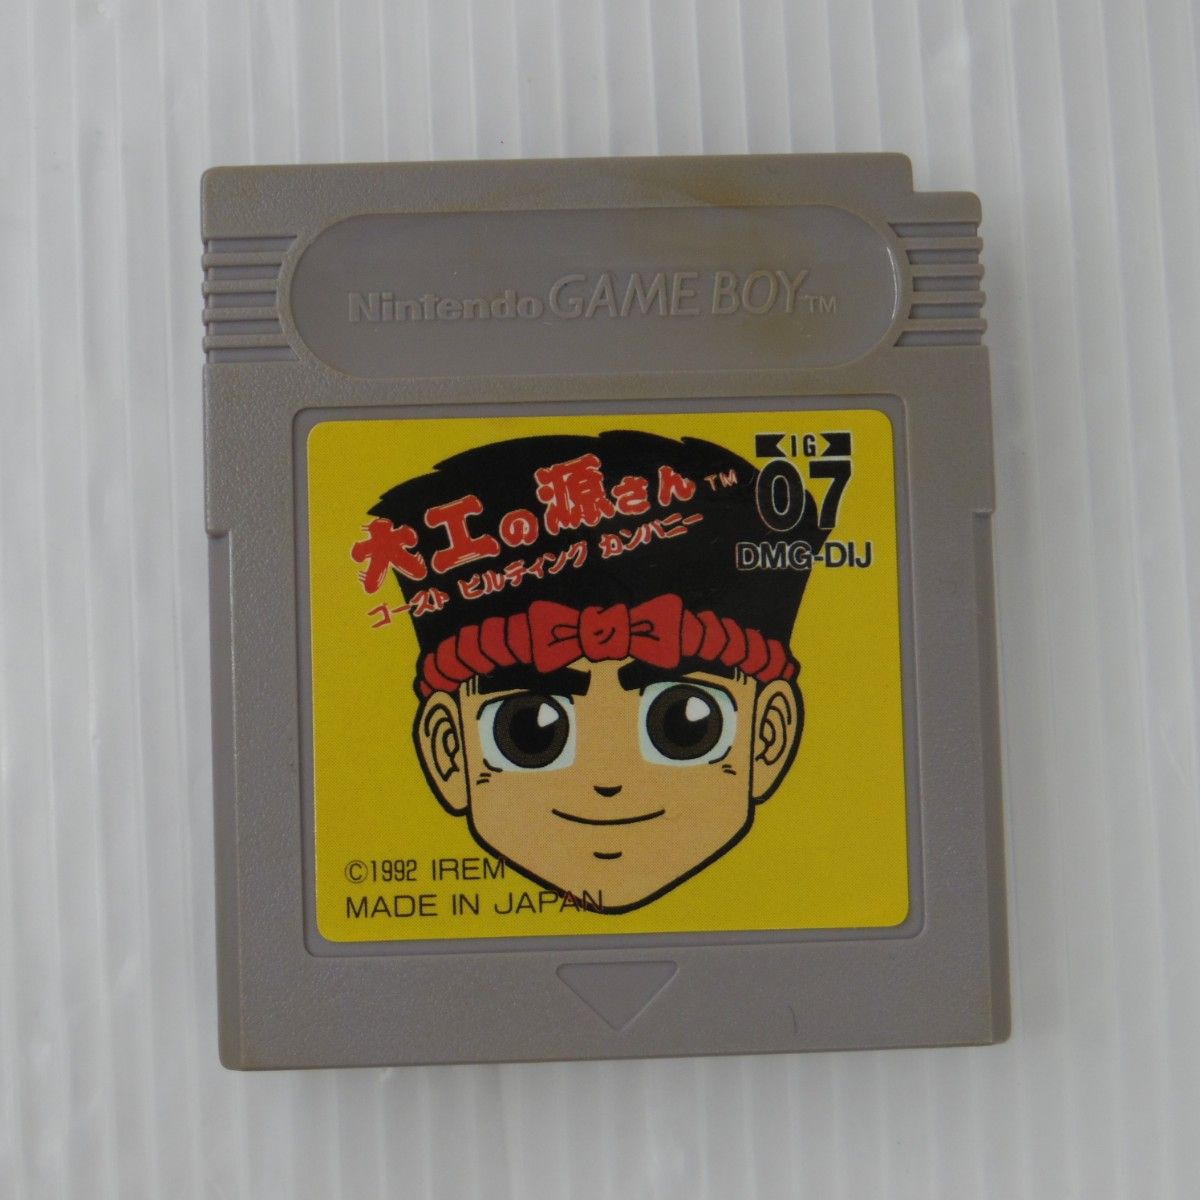 Nintendo GAME BOY™
IG
07
DMG-DIJ
大工の源さん™
ゴースト ビルディング カンパニー
©1992 IREM
MADE IN JAPAN